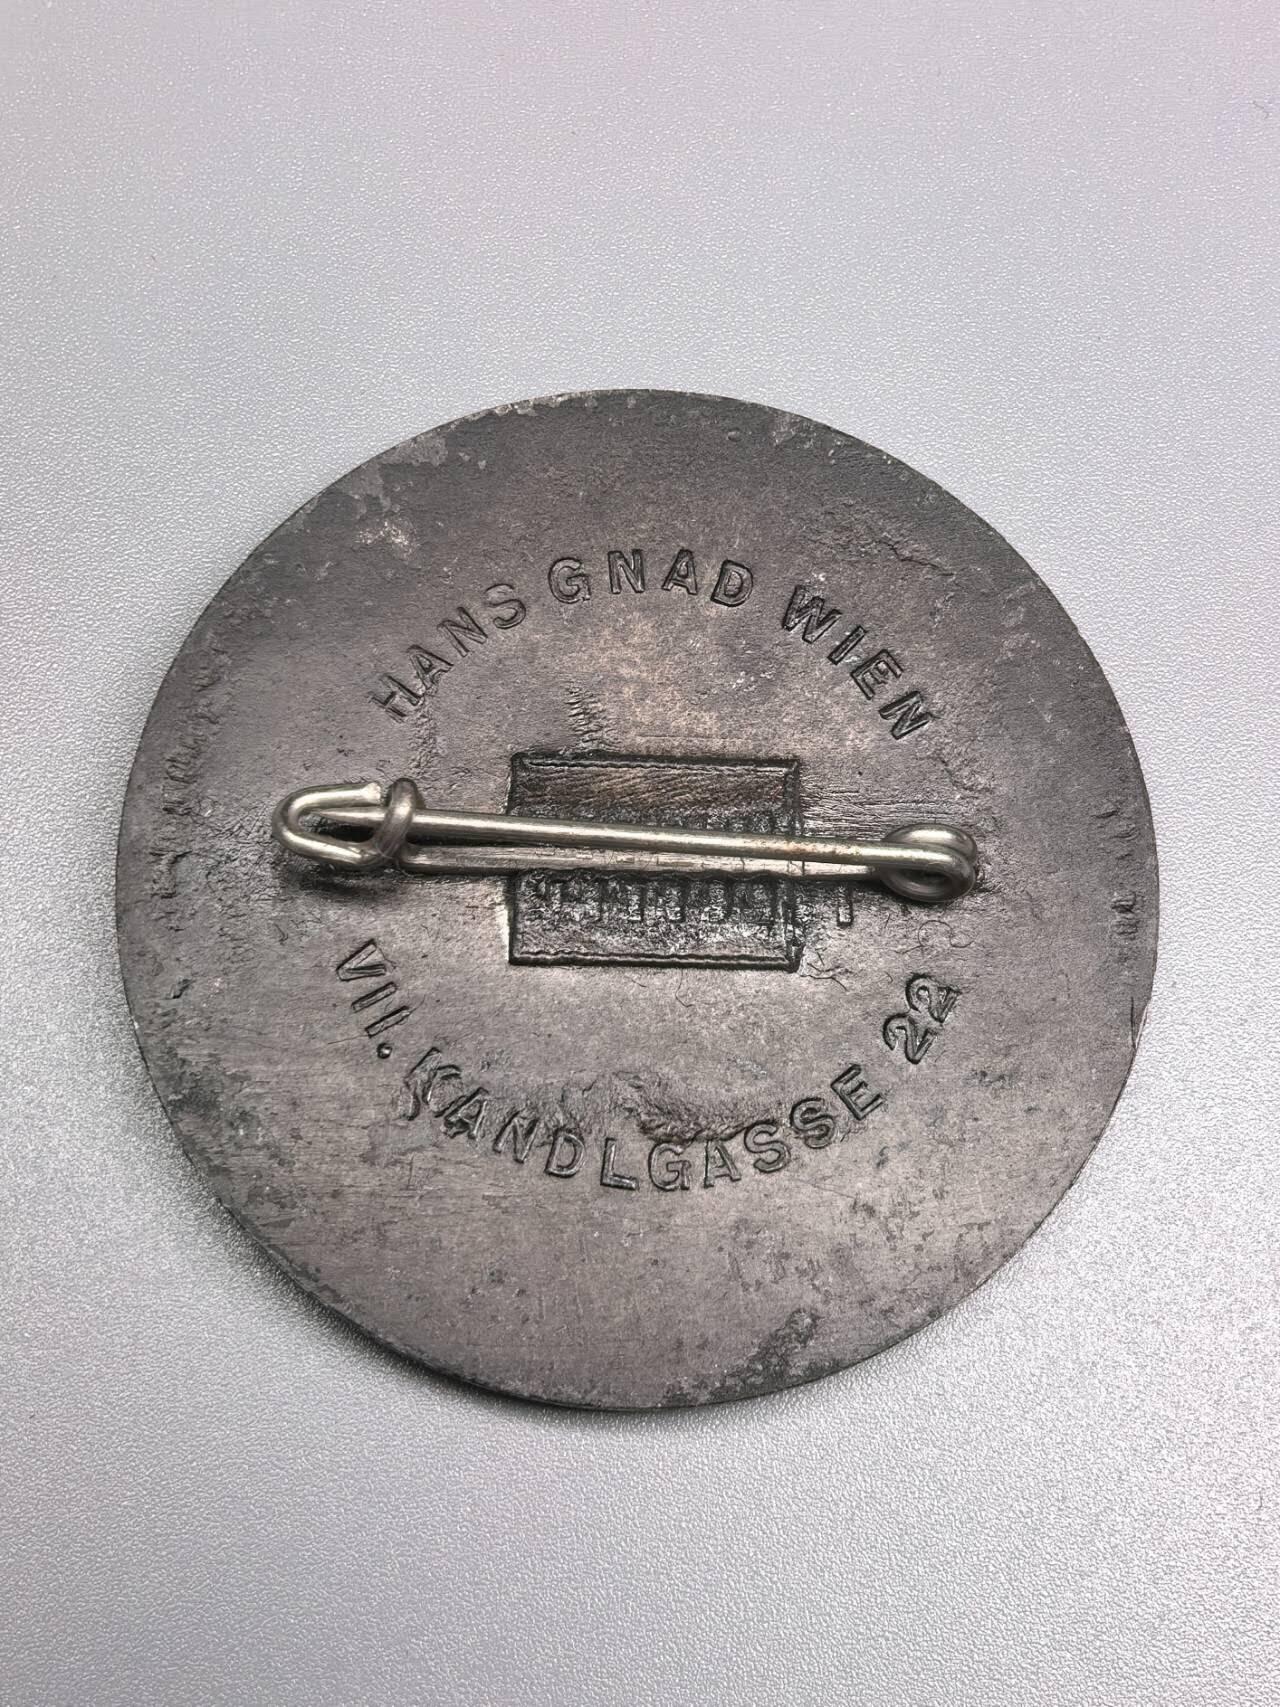 HANS GNAD WIEN
VII. KANDLGASSE 22